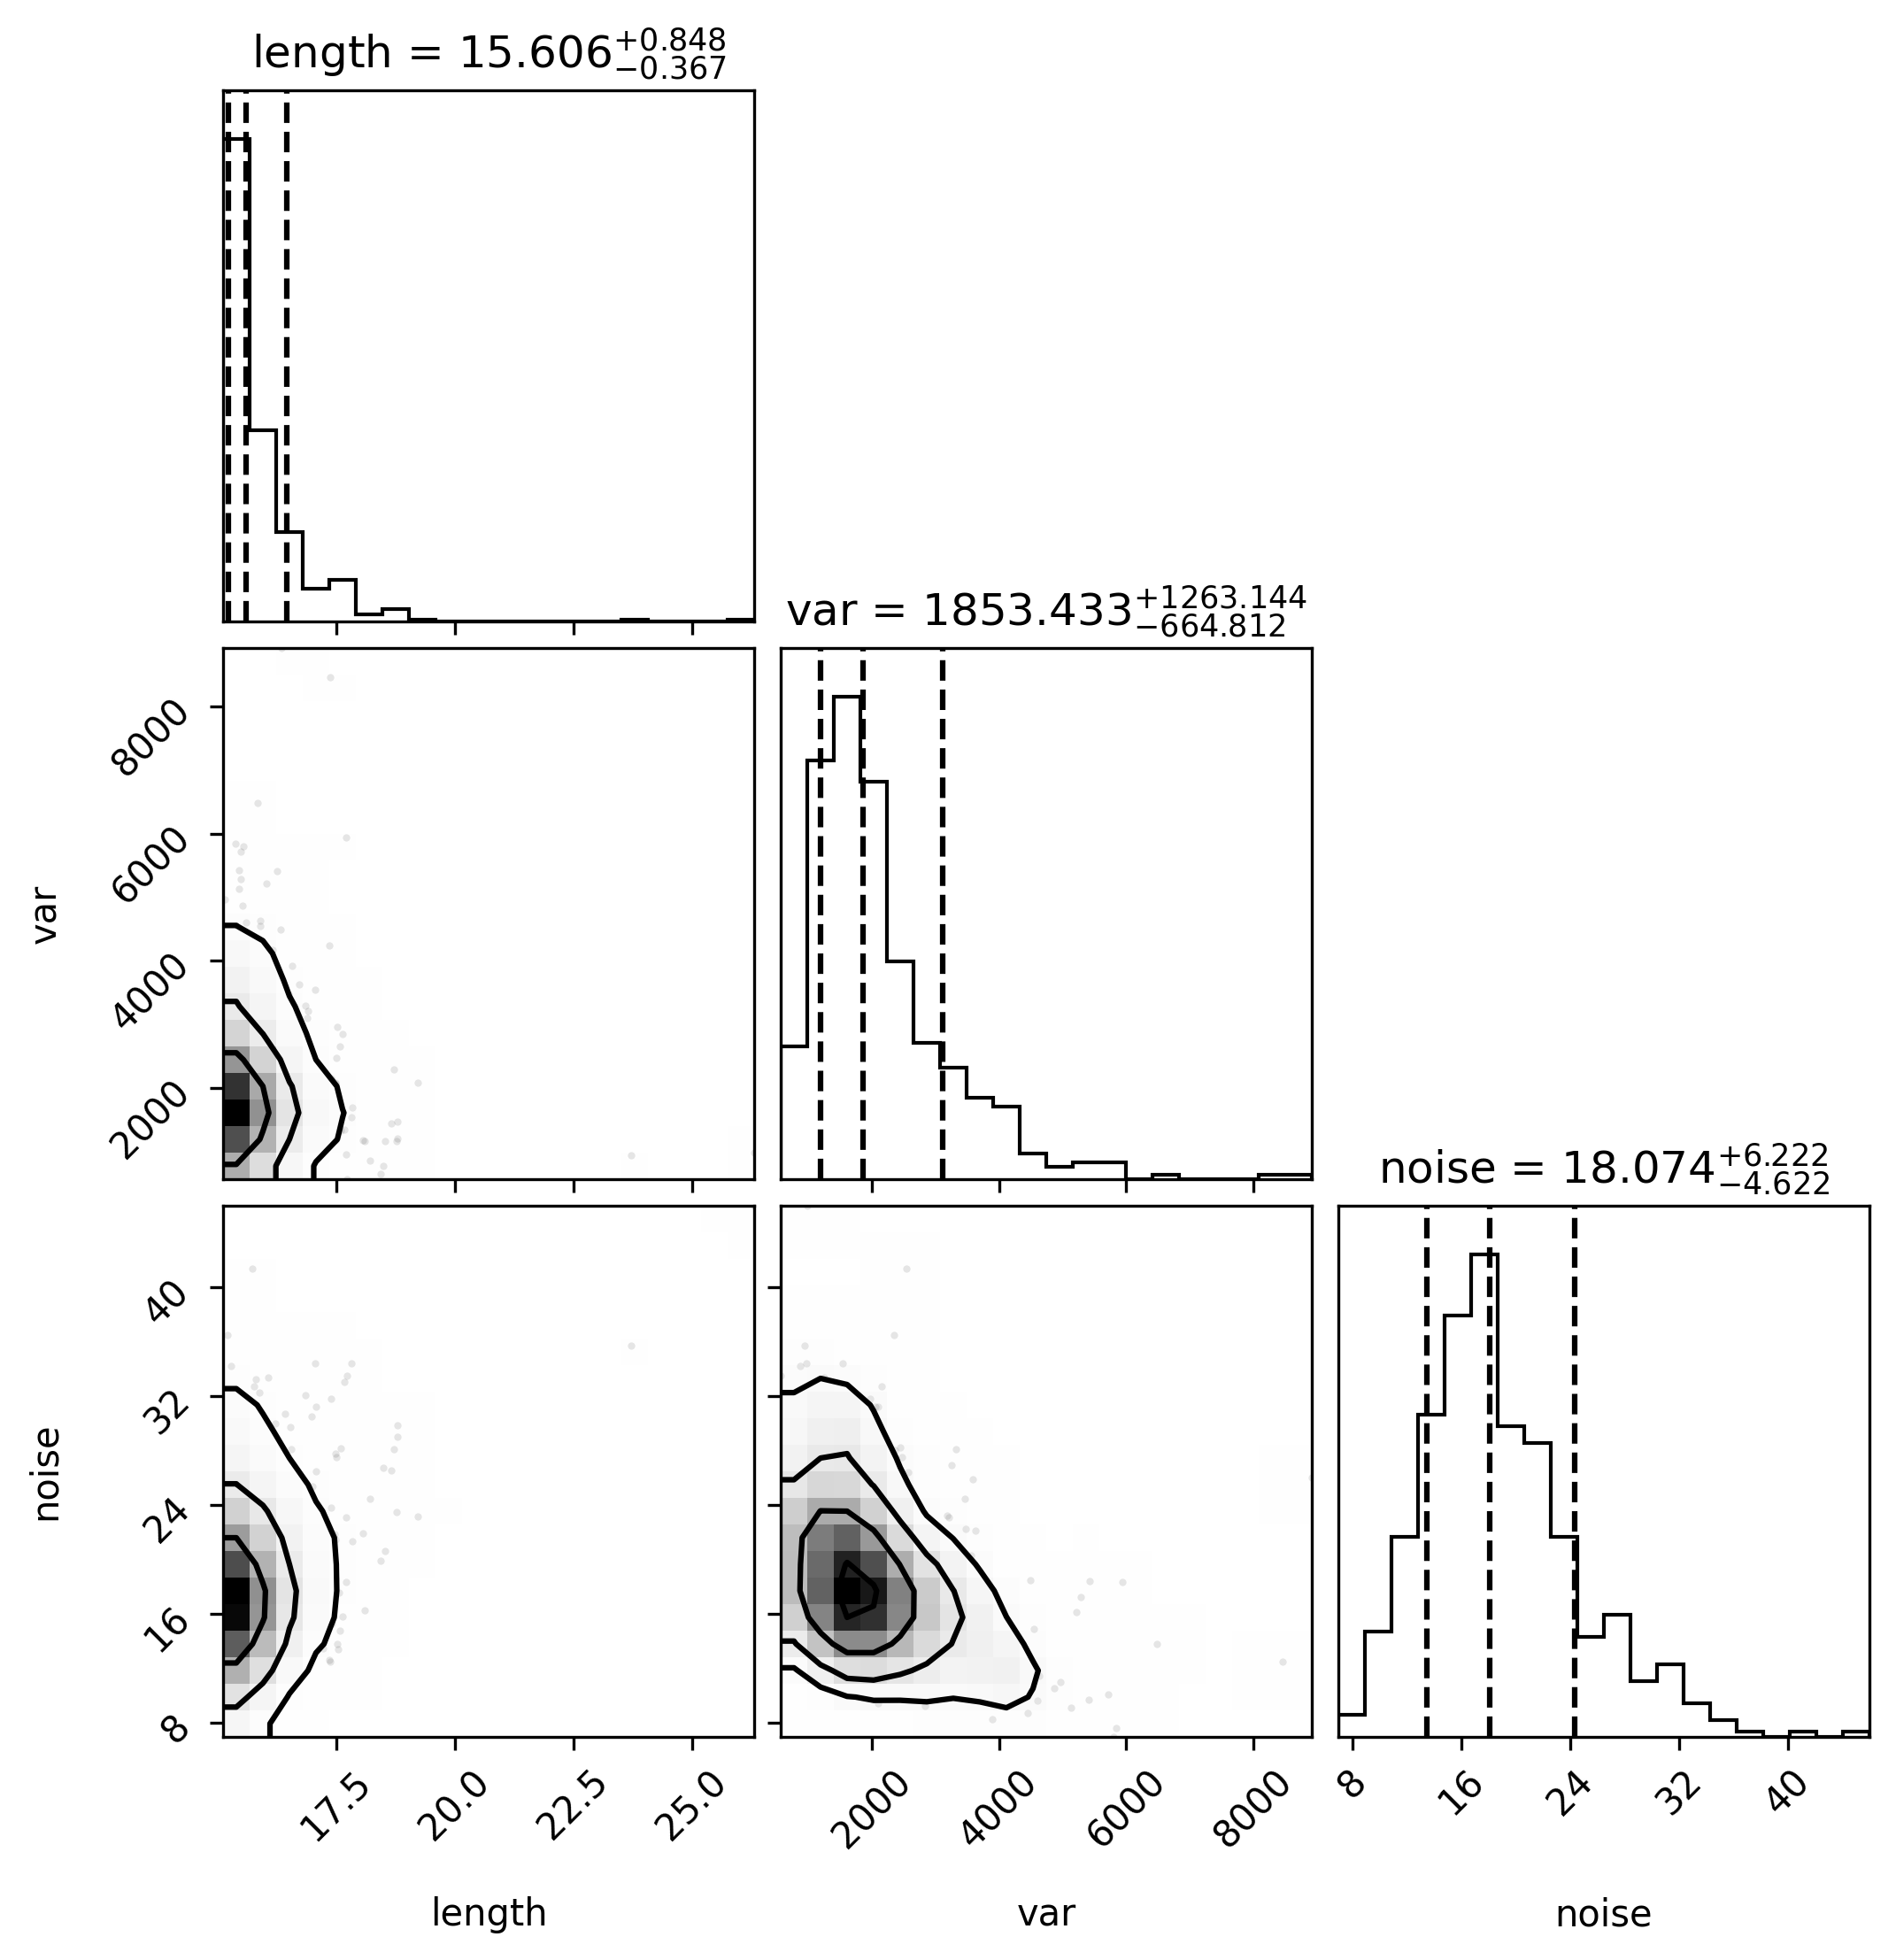 length = 15.606+0.848 −0.367
var = 1853.433+1263.144 −664.812
8000
6000
4000
2000
var
noise = 18.074+6.222 −4.622
40
32
24
16
8
noise
17.5 20.0 22.5 25.0
2000 4000 6000 8000
8 16 24 32 40
length
var
noise